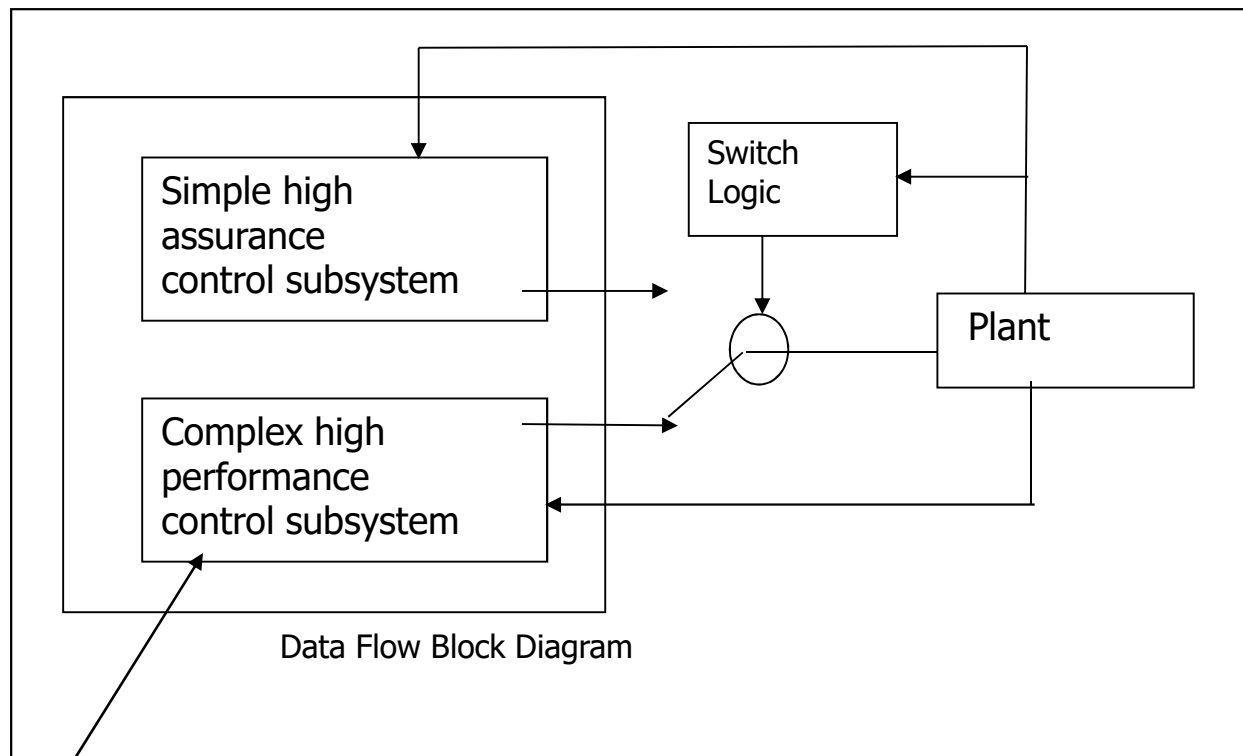 Simple high
assurance
control subsystem
Switch
Logic
Plant
Complex high
performance
control subsystem
Data Flow Block Diagram